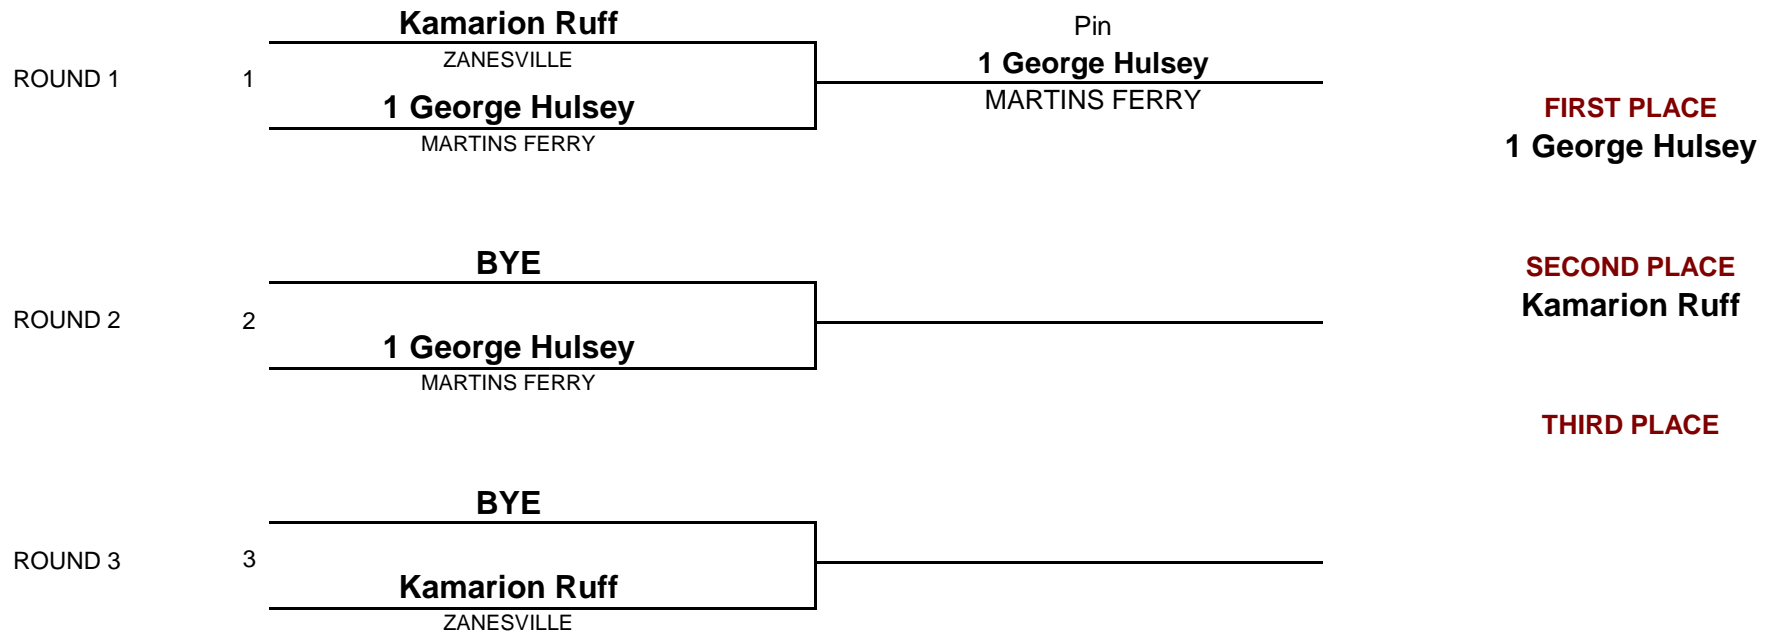 Kamarion Ruff
ZANESVILLE
ROUND 1
1
1 George Hulsey
MARTINS FERRY
Pin
1 George Hulsey
MARTINS FERRY
FIRST PLACE
1 George Hulsey
BYE
ROUND 2
2
1 George Hulsey
MARTINS FERRY
SECOND PLACE
Kamarion Ruff
THIRD PLACE
BYE
ROUND 3
3
Kamarion Ruff
ZANESVILLE